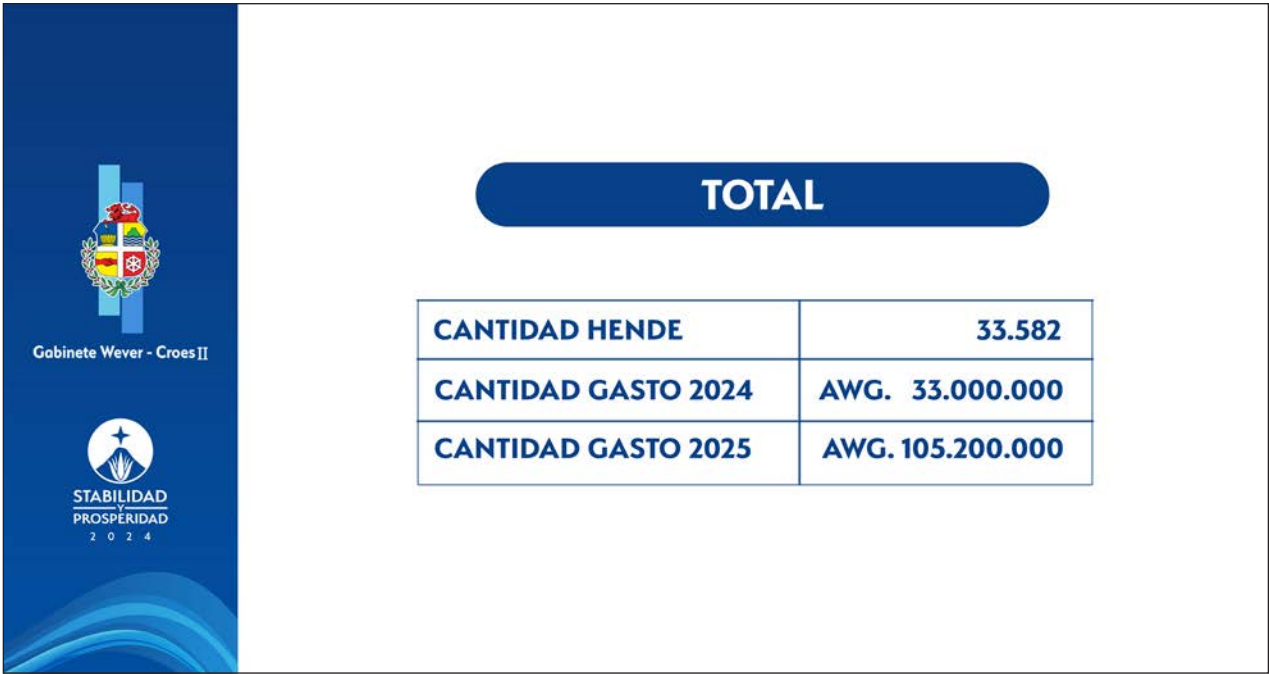 Gabinete Wever - Croes II
STABILIDAD
Y
PROSPERIDAD
2024
TOTAL
CANTIDAD HENDE 33.582
CANTIDAD GASTO 2024 AWG. 33.000.000
CANTIDAD GASTO 2025 AWG. 105.200.000